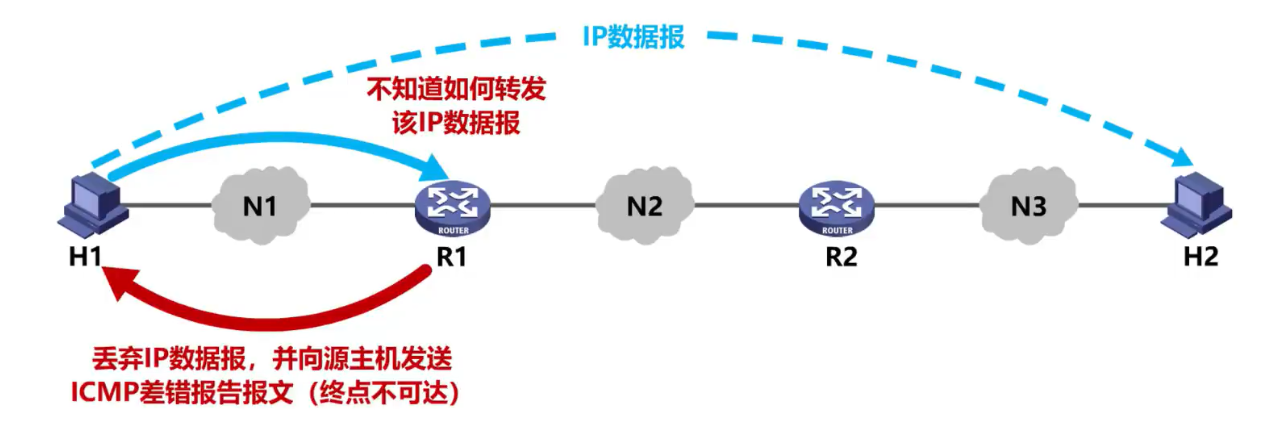 IP数据报
不知道如何转发
该IP数据报
N1
N2
N3
ROUTER
ROUTER
H1
R1
R2
H2
丢弃IP数据报，并向源主机发送
ICMP差错报告报文（终点不可达）